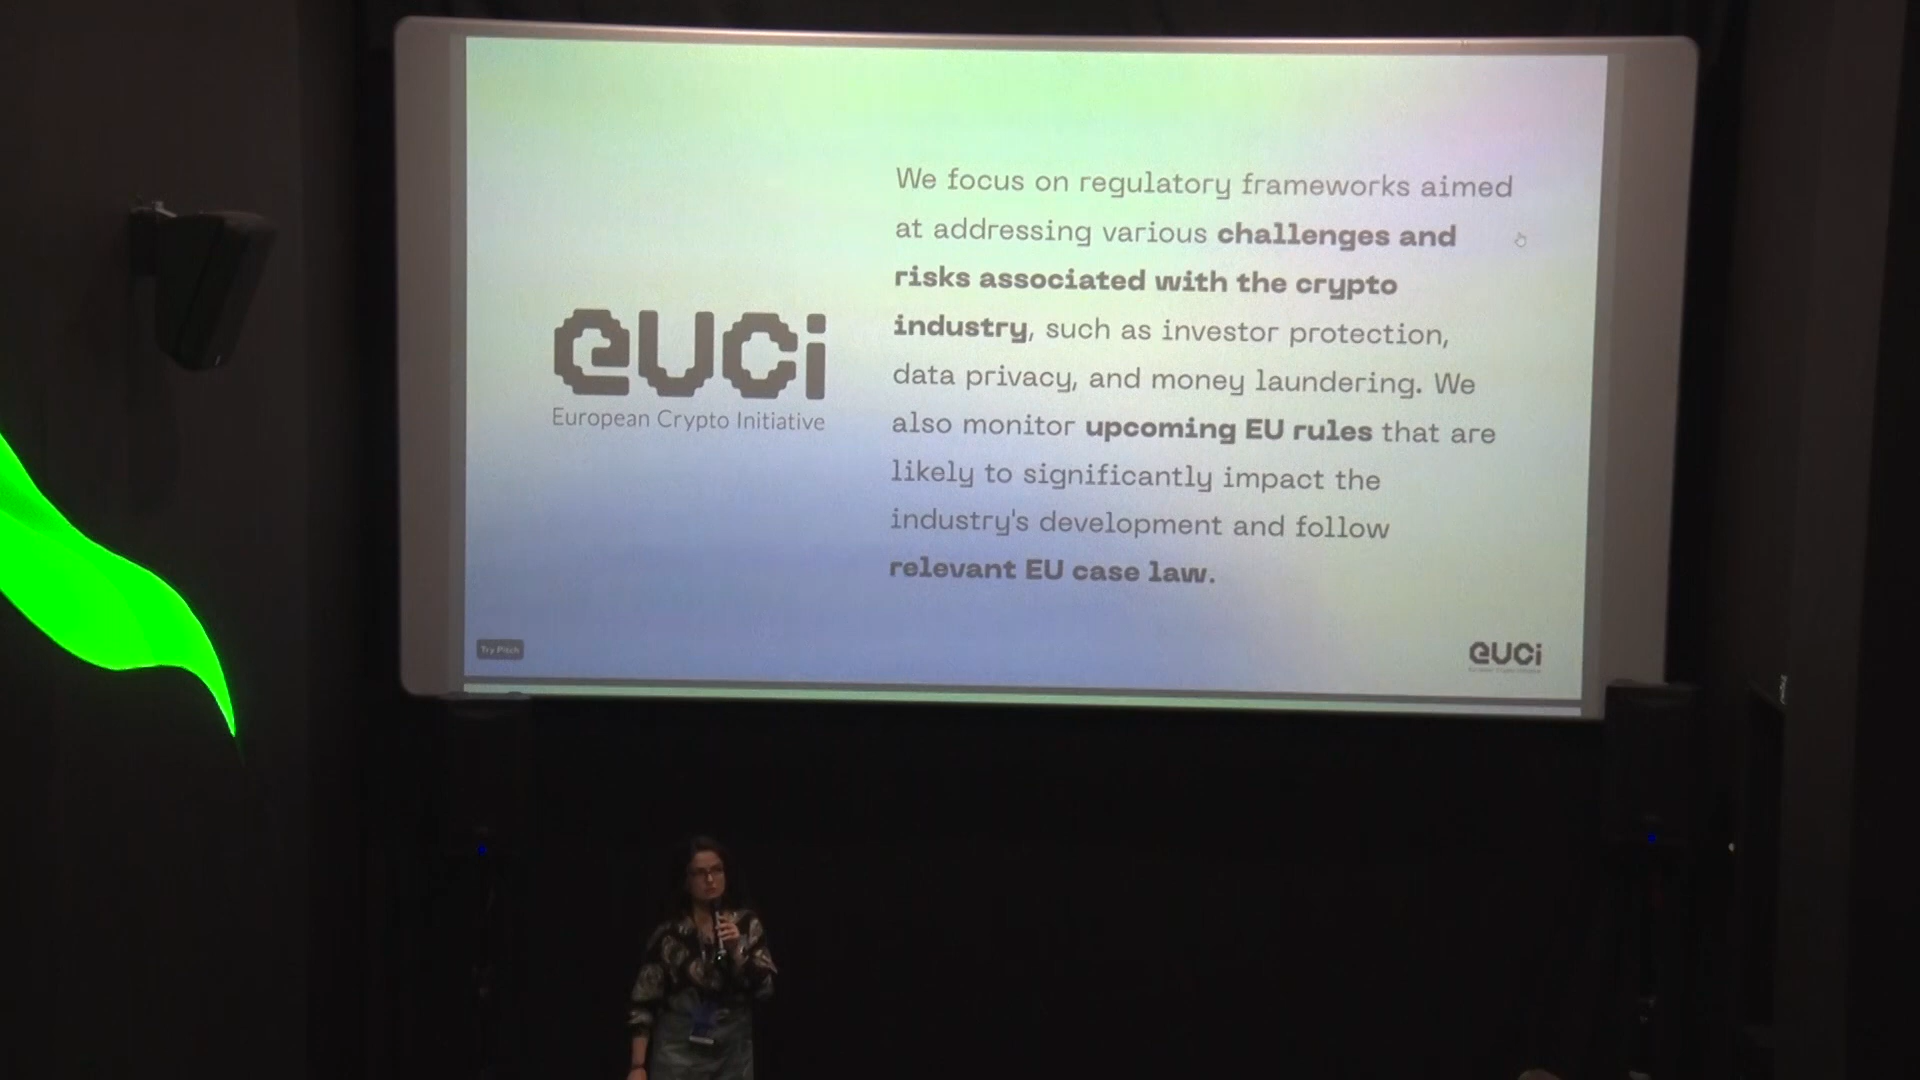 euci
European Crypto Initiative
We focus on regulatory frameworks aimed
at addressing various challenges and
risks associated with the crypto
industry, such as investor protection,
data privacy, and money laundering. We
also monitor upcoming EU rules that are
likely to significantly impact the
industry's development and follow
relevant EU case law.
Try Pitch
euci